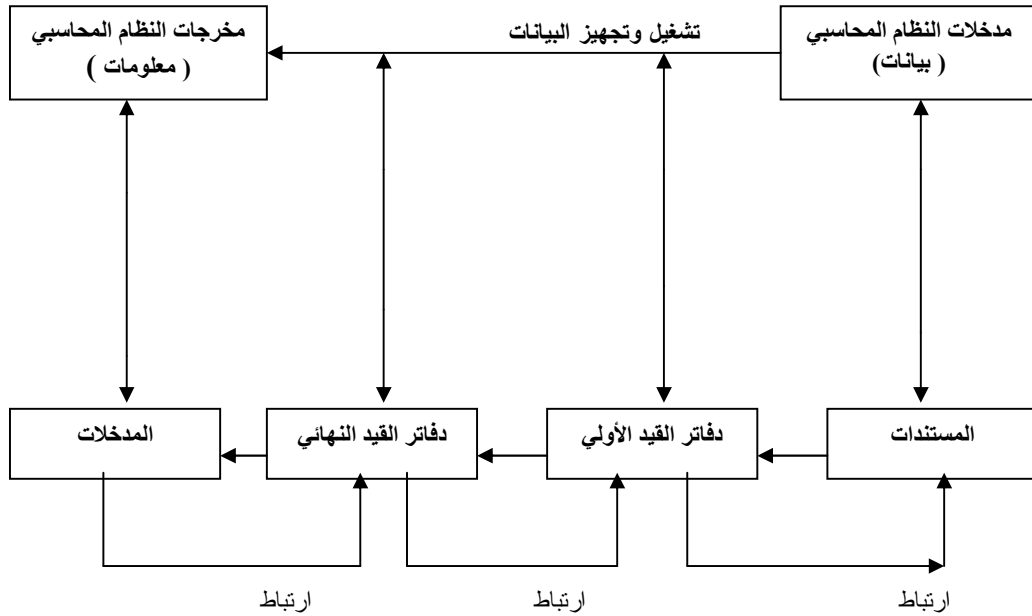 مدخلات النظام المحاسبي
( بيانات)
تشغيل وتجهيز البيانات
مخرجات النظام المحاسبي
( معلومات )
المستندات
دفاتر القيد الأولي
دفاتر القيد النهائي
المدخلات
ارتباط
ارتباط
ارتباط